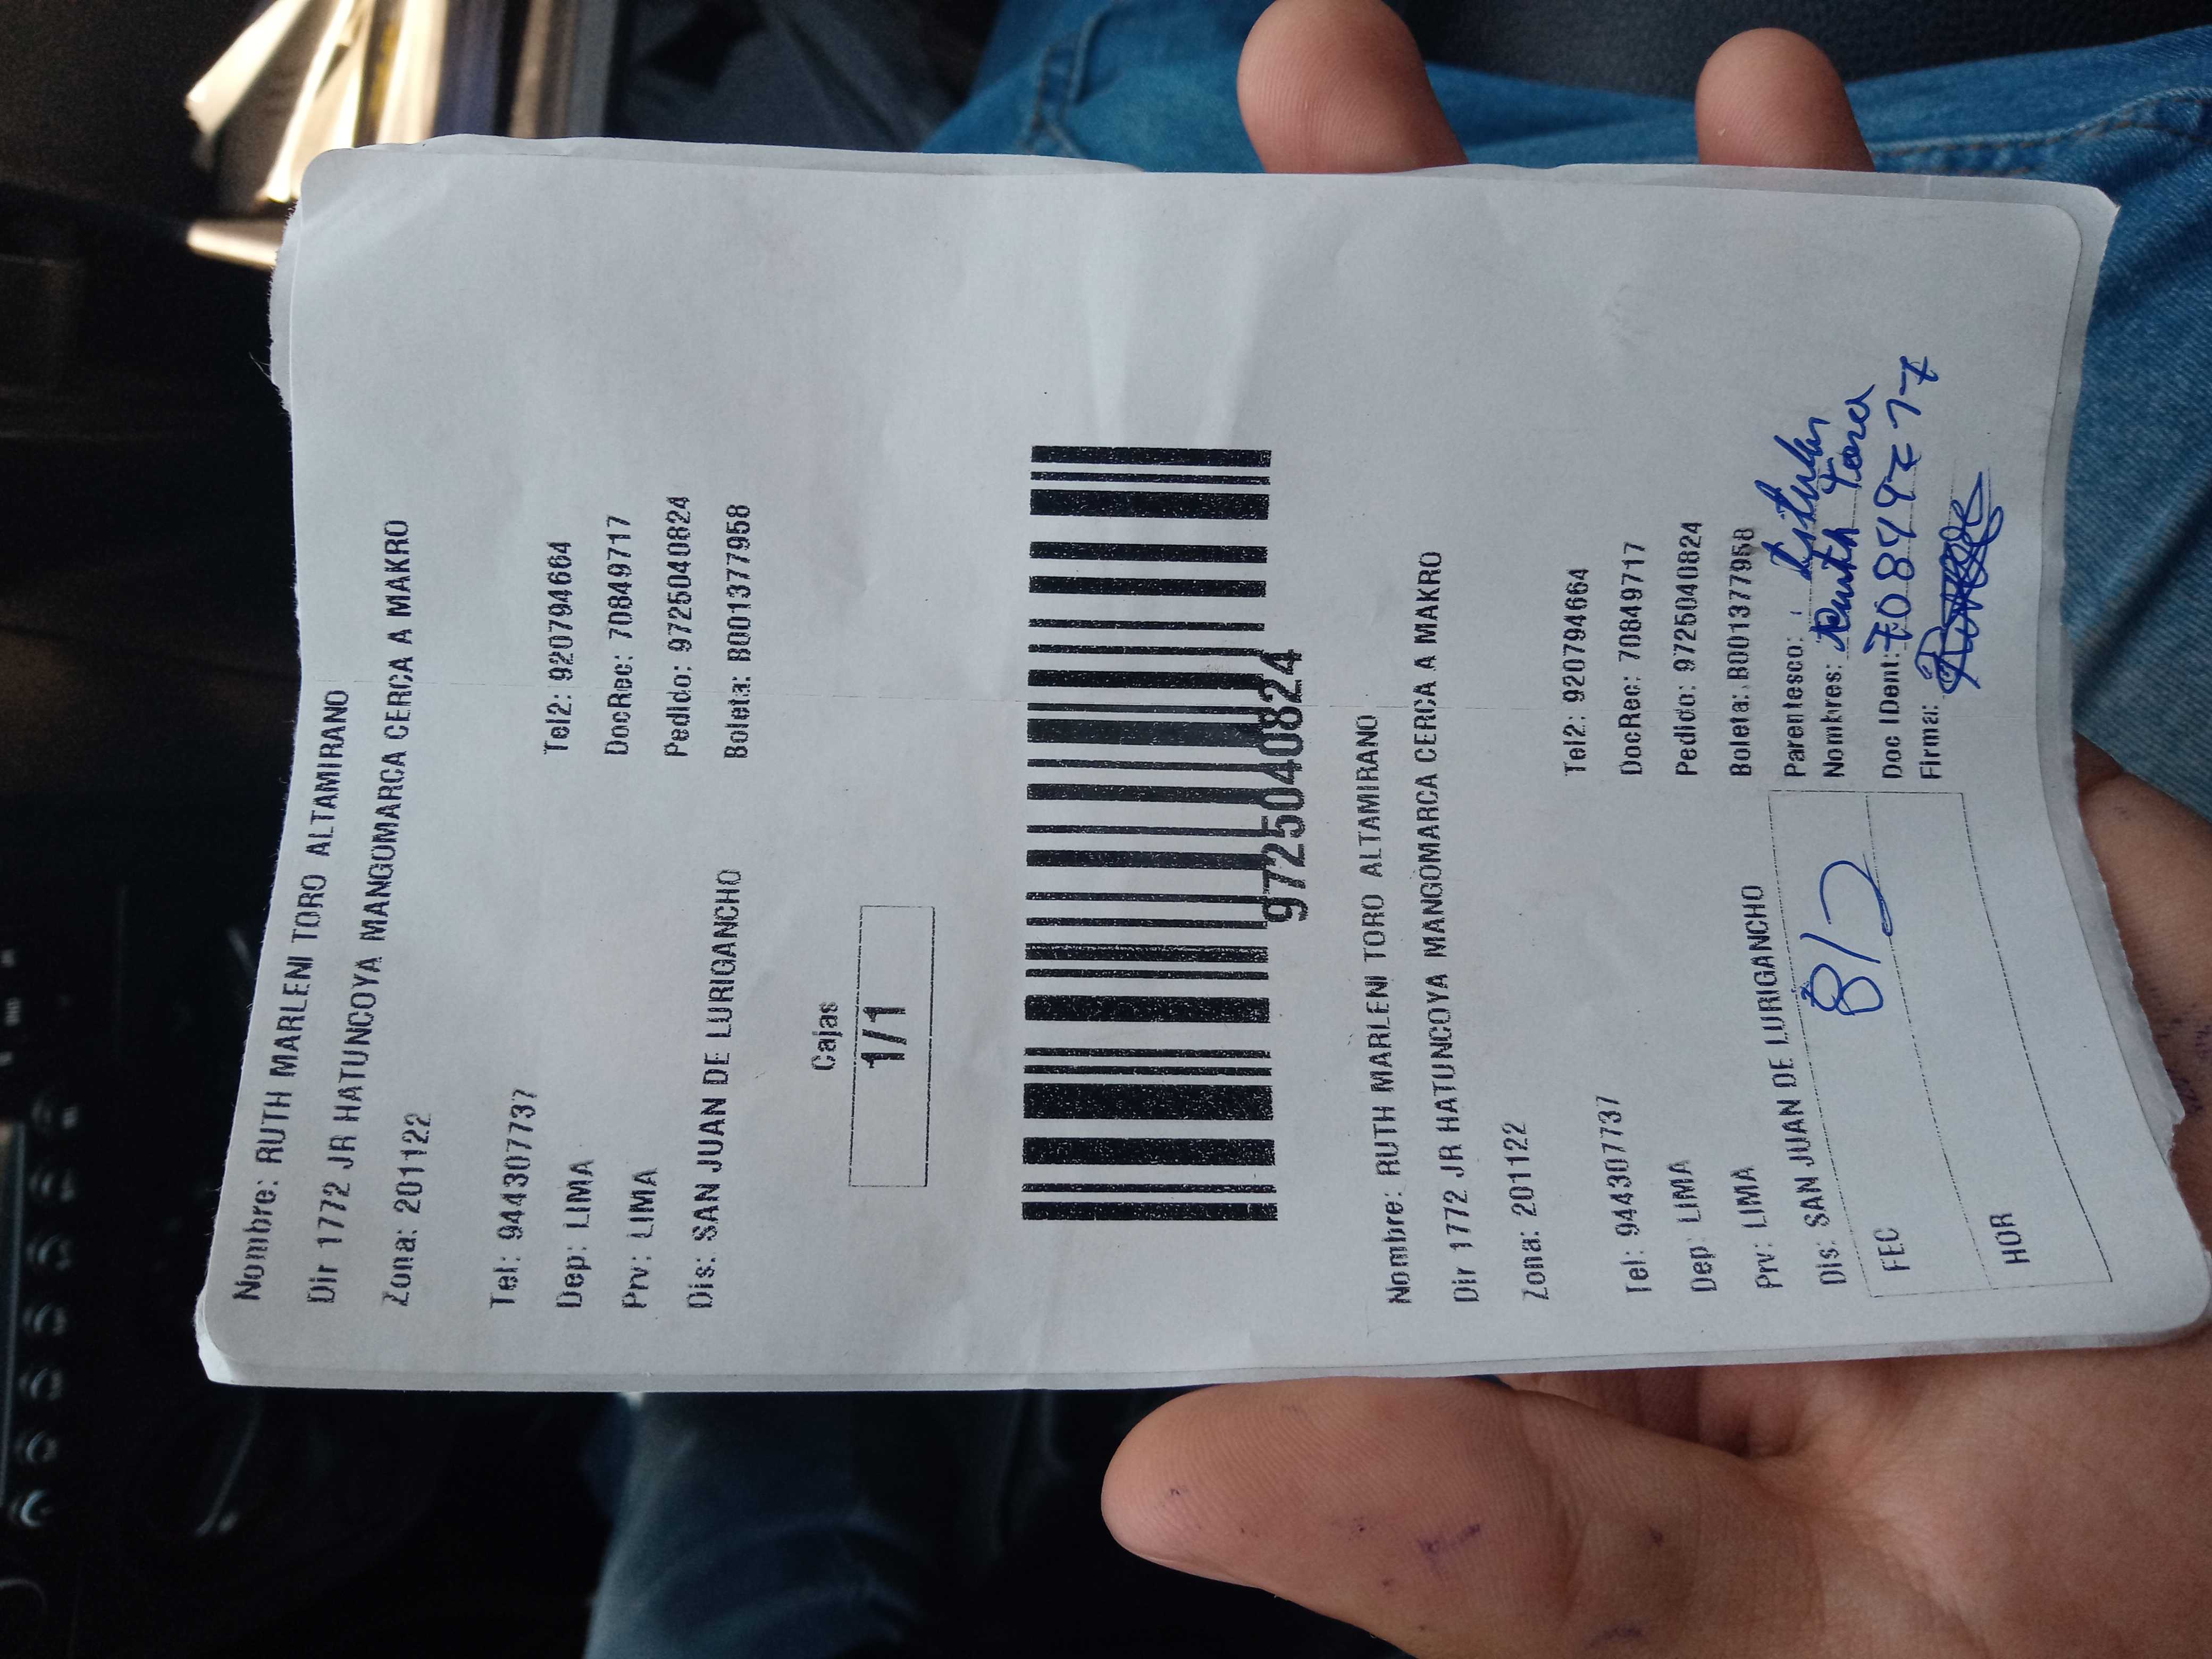 Nombre: RUTH MARLENI TORO ALTAMIRANO
Dir 1772 JR HATUNCOYA MANGOMARCA CERCA A MAKRO
Zona: 201122
Tel: 944307737 Tel2: 920794664
Dep: LIMA DocRec: 70849717
Prv: LIMA Pedido: 9725040824
Dis: SAN JUAN DE LURIGANCHO Boleta: B001377958
Cajas
1/1
9725040824
Nombre: RUTH MARLENI TORO ALTAMIRANO
Dir 1772 JR HATUNCOYA MANGOMARCA CERCA A MAKRO
Zona: 201122
Tel: 944307737 Tel2: 920794664
Dep: LIMA DocRec: 70849717
Prv: LIMA Pedido: 9725040824
Dis: SAN JUAN DE LURIGANCHO Boleta: B001377958
Parentesco:
FEC 8/2 Nombres: Ruth
Doc IDent:
HOR Firma: